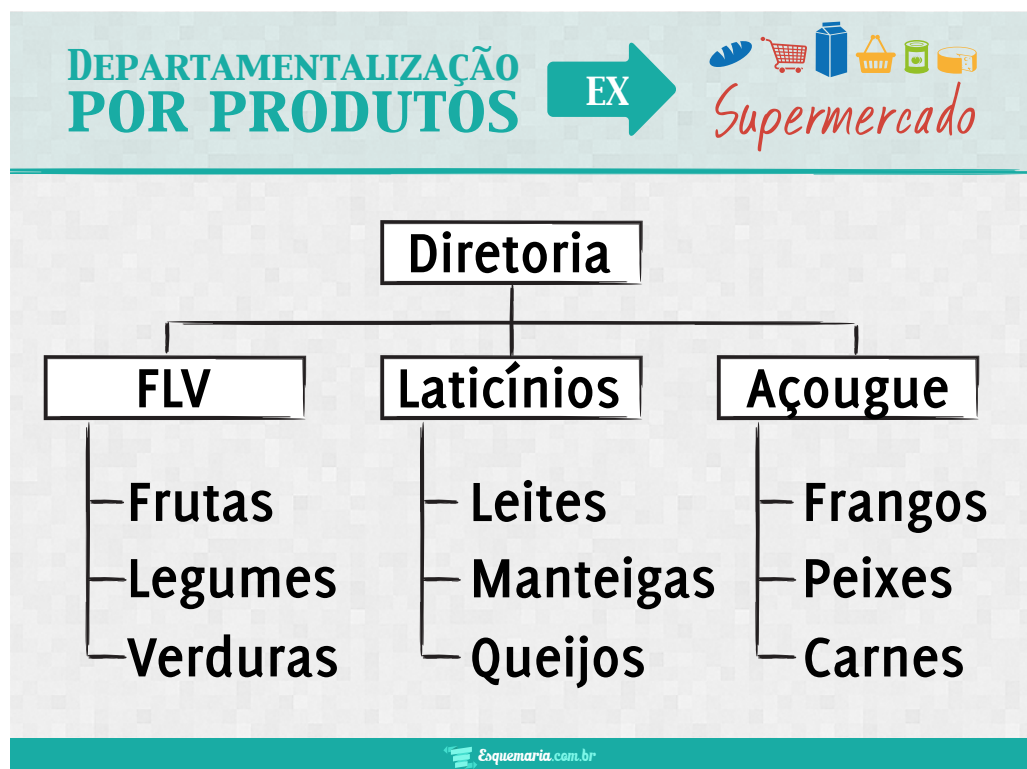 Departamentalização
POR PRODUTOS
EX
Supermercado
Diretoria
FLV
Laticínios
Açougue
Frutas
Legumes
Verduras
Leites
Manteigas
Queijos
Frangos
Peixes
Carnes
Esquemaria.com.br